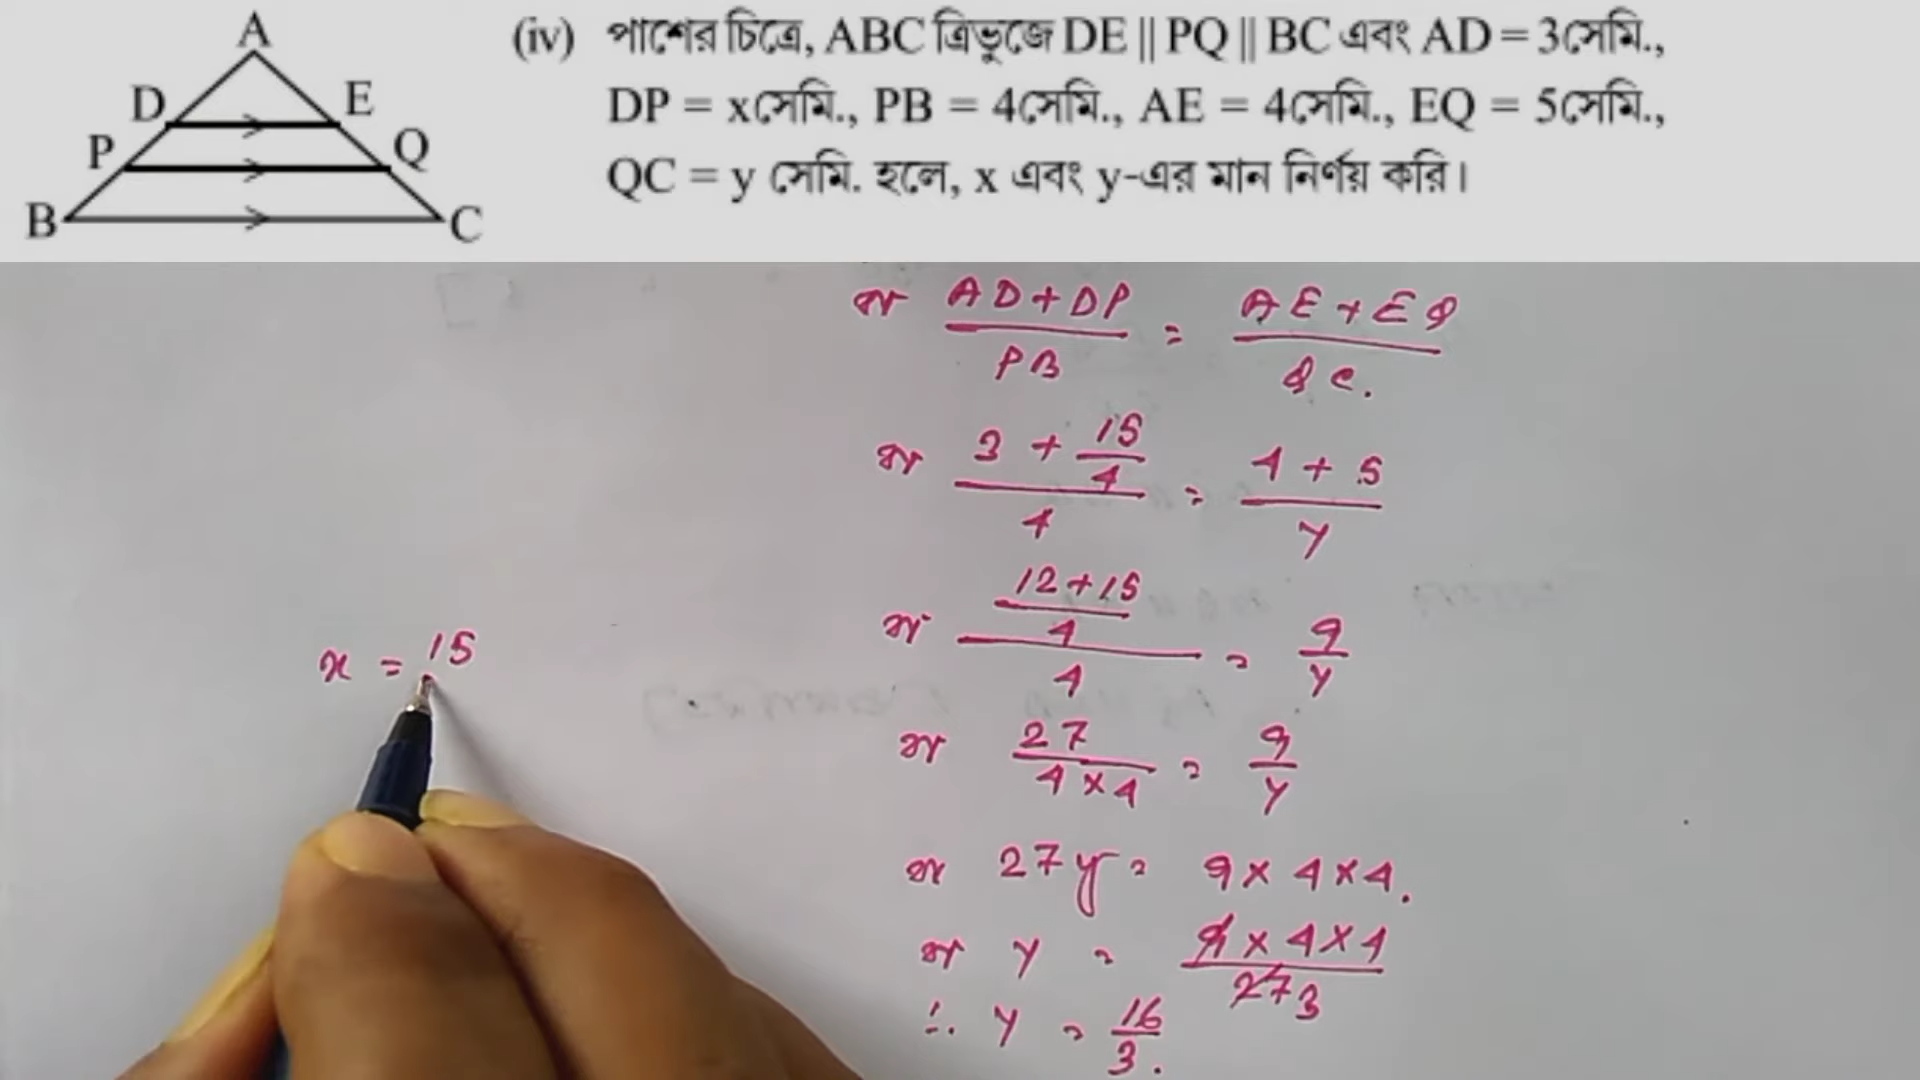 A
D E
P Q
B C
(iv) পাশের চিত্রে, ABC ত্রিভুজে DE || PQ || BC এবং AD = 3সেমি.,
DP = xসেমি., PB = 4সেমি., AE = 4সেমি., EQ = 5সেমি.,
QC = y সেমি. হলে, x এবং y-এর মান নির্ণয় করি।
বা (AD+DP)/PB = (AE+EQ)/QC.
বা (3 + 15/4)/4 = (4+5)/y
বা ((12+15)/4)/4 = 9/y
বা 27/(4×4) = 9/y
বা 27y = 9×4×4.
বা y = (9×4×4)/27 3
∴ y = 16/3.
x = 15